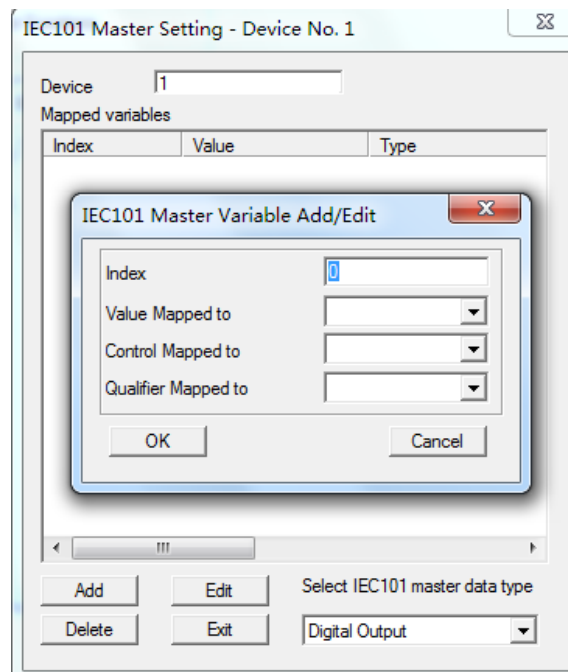 IEC101 Master Setting - Device No. 1
Device 1
Mapped variables
Index Value Type
IEC101 Master Variable Add/Edit
Index 0
Value Mapped to
Control Mapped to
Qualifier Mapped to
OK Cancel
Add Edit Select IEC101 master data type
Delete Exit Digital Output